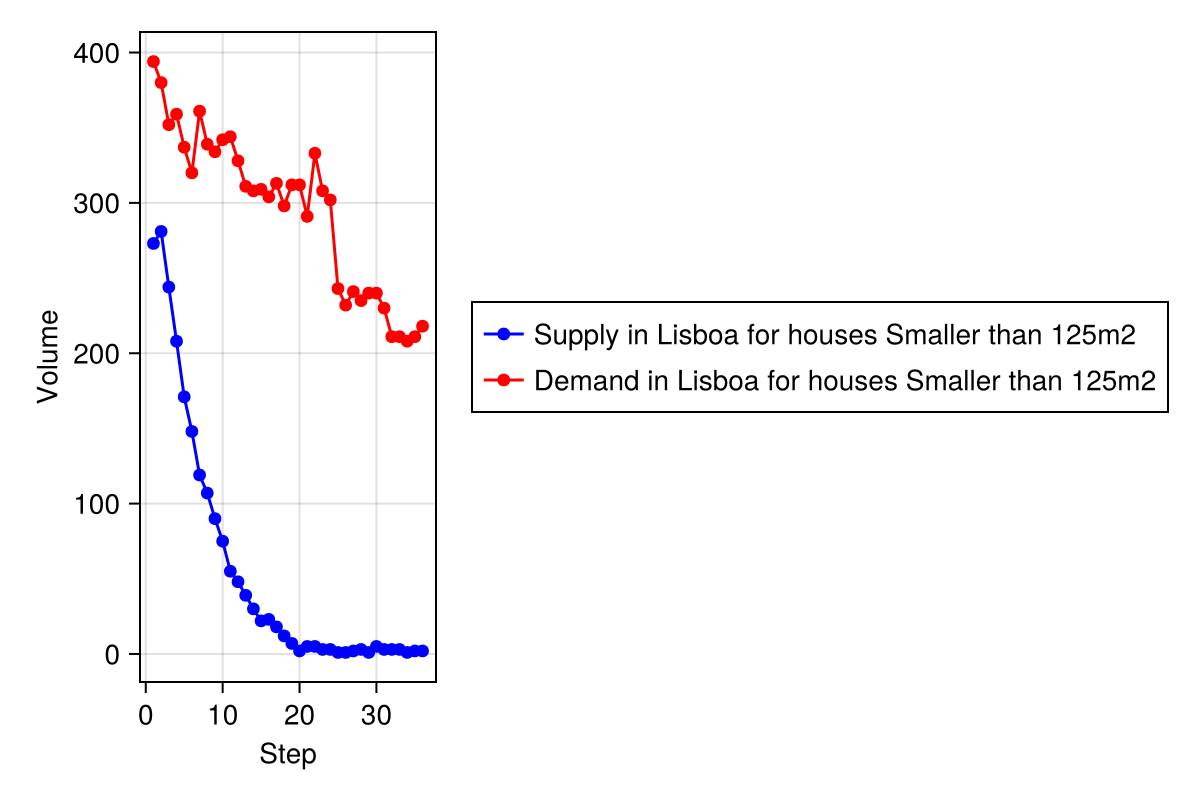 400
300
200
100
0
Volume
0 10 20 30
Step
Supply in Lisboa for houses Smaller than 125m2
Demand in Lisboa for houses Smaller than 125m2